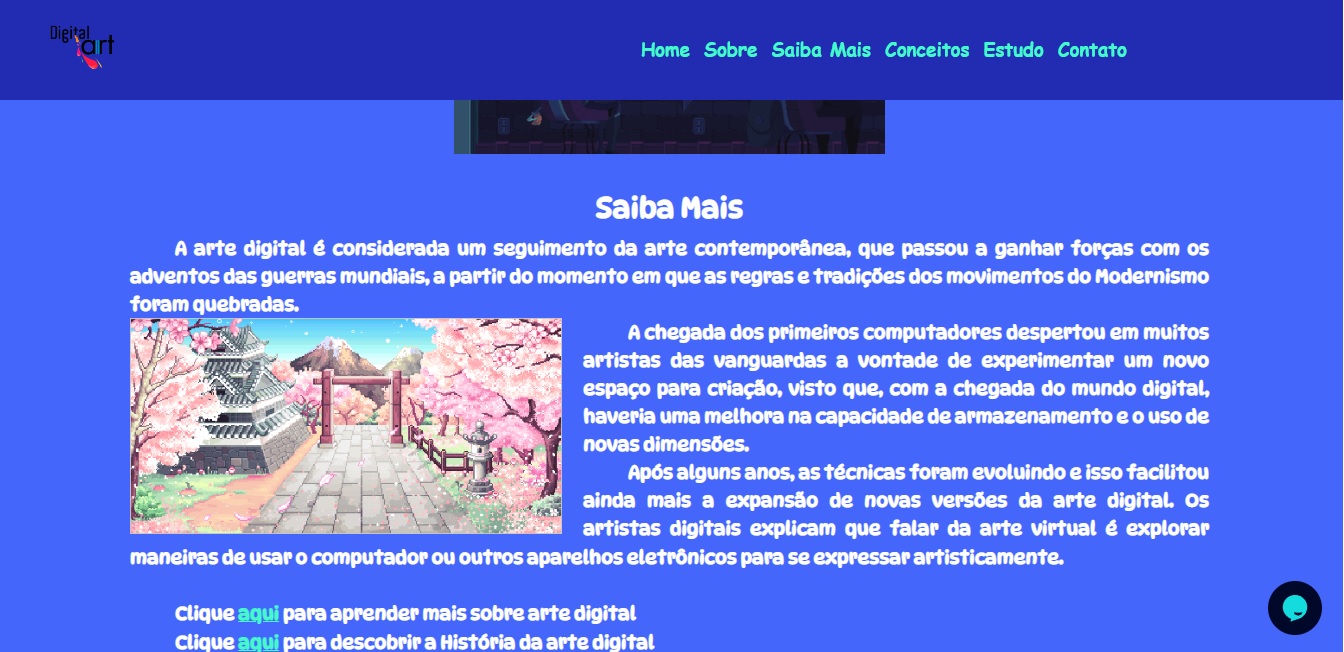 Digital
art
Home Sobre Saiba Mais Conceitos Estudo Contato
Saiba Mais
A arte digital é considerada um seguimento da arte contemporânea, que passou a ganhar forças com os
adventos das guerras mundiais, a partir do momento em que as regras e tradições dos movimentos do Modernismo
foram quebradas.
A chegada dos primeiros computadores despertou em muitos
artistas das vanguardas a vontade de experimentar um novo
espaço para criação, visto que, com a chegada do mundo digital,
haveria uma melhora na capacidade de armazenamento e o uso de
novas dimensões.
Após alguns anos, as técnicas foram evoluindo e isso facilitou
ainda mais a expansão de novas versões da arte digital. Os
artistas digitais explicam que falar da arte virtual é explorar
maneiras de usar o computador ou outros aparelhos eletrônicos para se expressar artisticamente.
Clique aqui para aprender mais sobre arte digital
Clique aqui para descobrir a História da arte digital